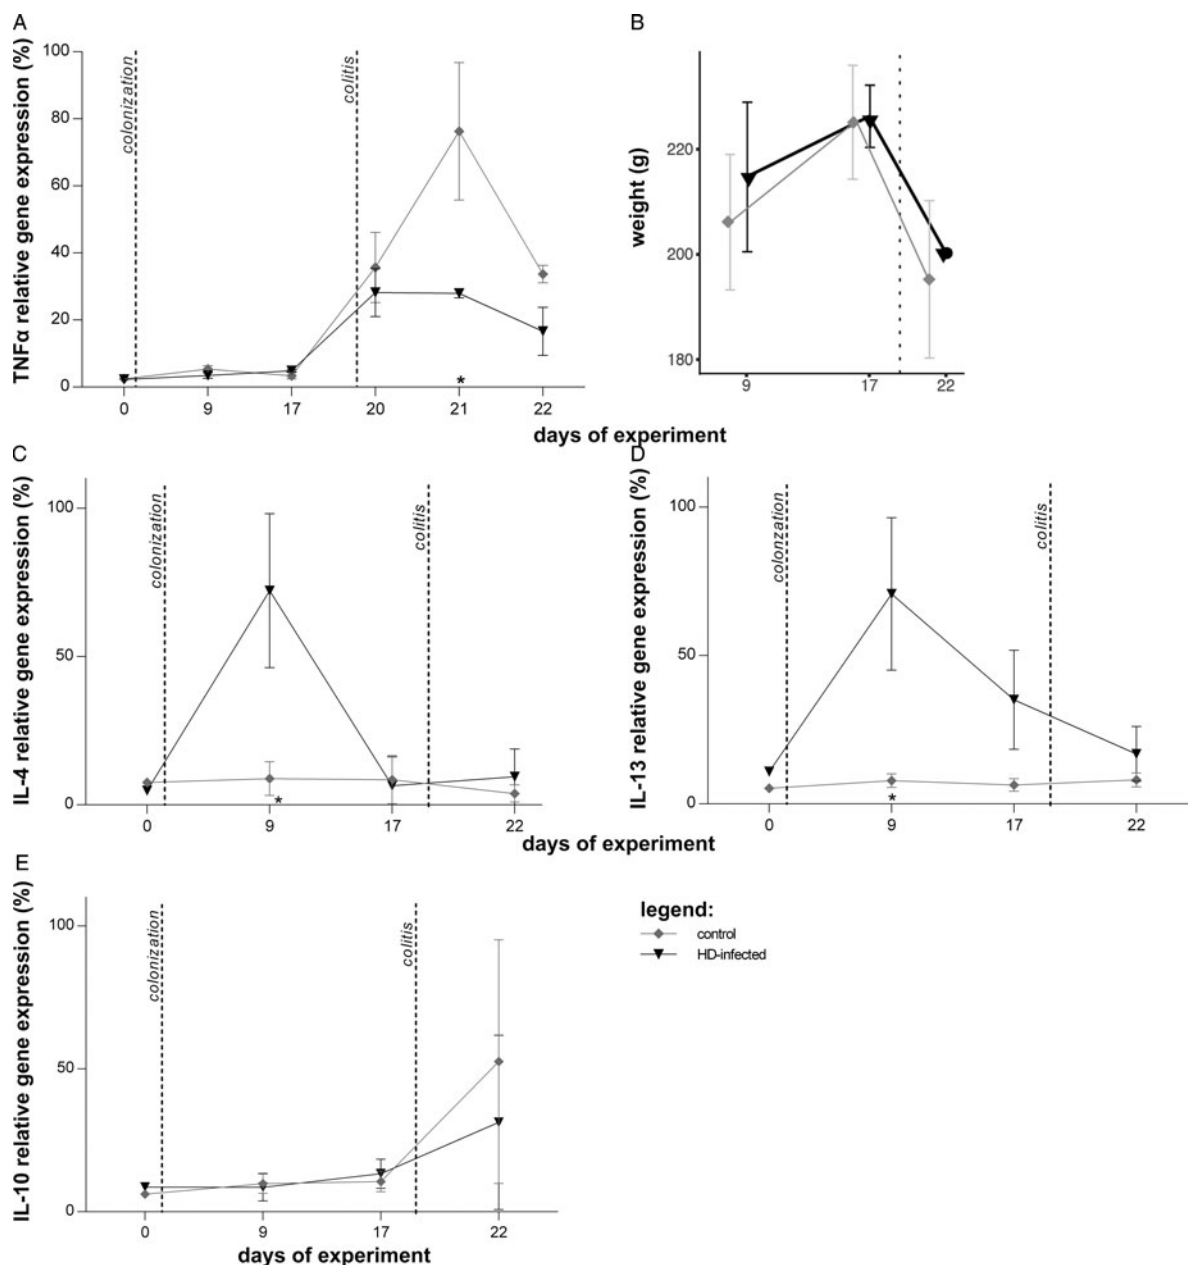 A
TNFα relative gene expression (%)
100
80
60
40
20
0
colonization
colitis
*
0 9 17 20 21 22
B
weight (g)
220
200
180
9 17 22
days of experiment
C
IL-4 relative gene expression (%)
100
50
0
colonization
colitis
*
0 9 17 22
D
IL-13 relative gene expression (%)
100
50
0
colonzation
colitis
*
0 9 17 22
days of experiment
E
IL-10 relative gene expression (%)
100
50
0
colonization
colitis
0 9 17 22
days of experiment
legend:
control
HD-infected